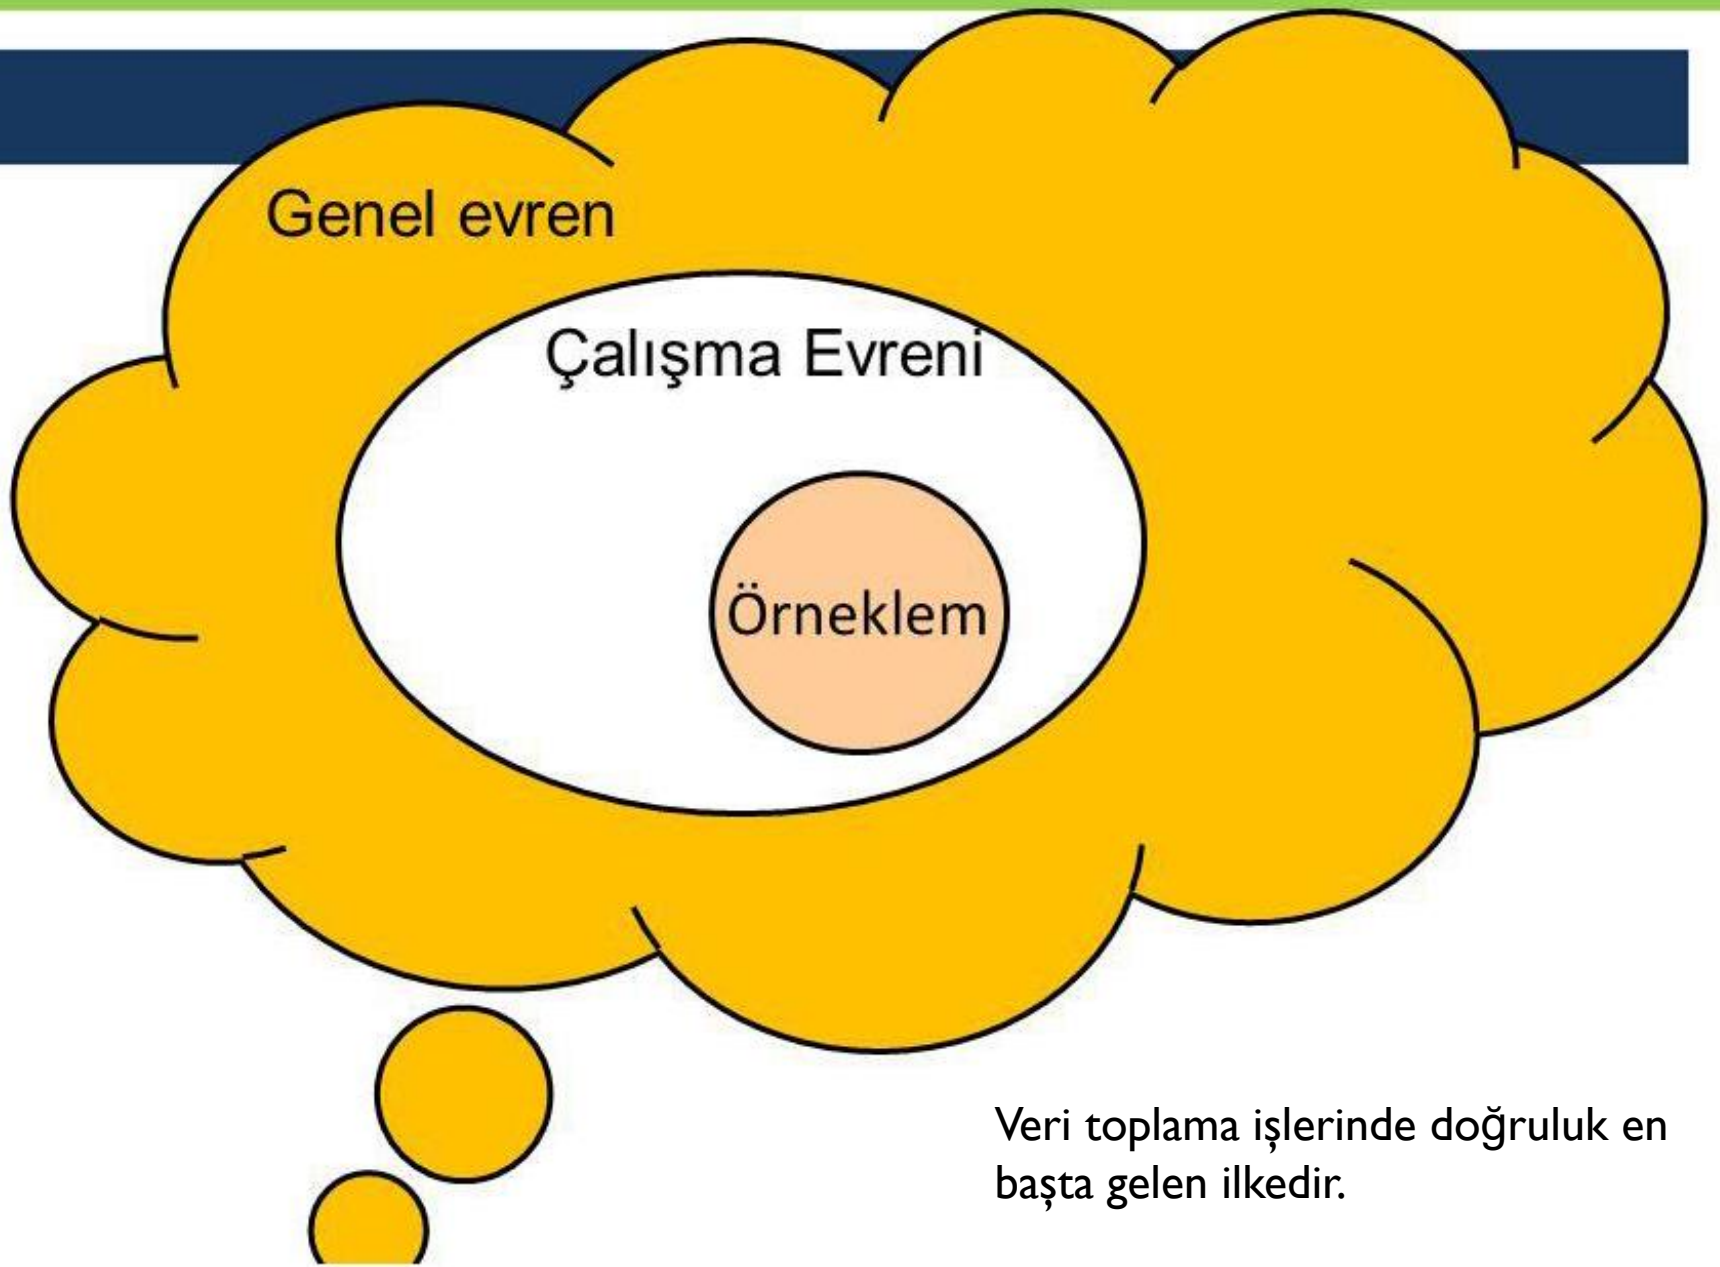 Genel evren
Çalışma Evreni
Örneklem
Veri toplama işlerinde doğruluk en
başta gelen ilkedir.